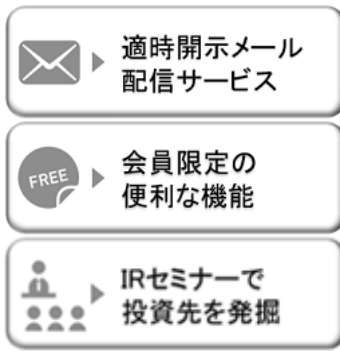 適時開示メール
配信サービス
FREE
会員限定の
便利な機能
IRセミナーで
投資先を発掘